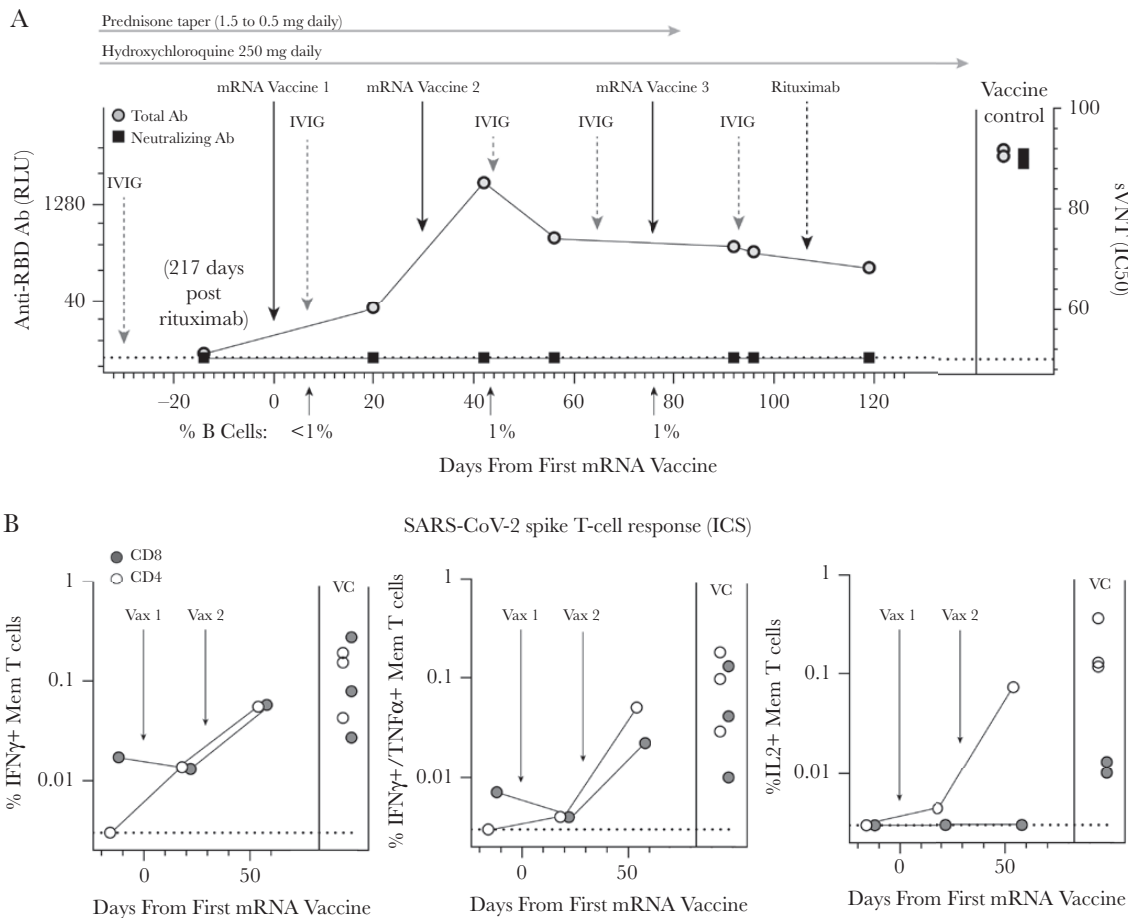 A
Prednisone taper (1.5 to 0.5 mg daily)
Hydroxychloroquine 250 mg daily
mRNA Vaccine 1
mRNA Vaccine 2
mRNA Vaccine 3
Rituximab
Vaccine
control
Total Ab
Neutralizing Ab
IVIG
IVIG
IVIG
IVIG
IVIG
(217 days
post
rituximab)
Anti-RBD Ab (RLU)
1280
40
100
80
60
sVNT (IC50)
−20
0
20
40
60
80
100
120
% B Cells:
<1%
1%
1%
Days From First mRNA Vaccine
B
SARS-CoV-2 spike T-cell response (ICS)
CD8
CD4
% IFNγ+ Mem T cells
1
0.1
0.01
Vax 1
Vax 2
VC
0
50
Days From First mRNA Vaccine
% IFNγ+/TNFα+ Mem T cells
1
0.1
0.01
Vax 1
Vax 2
VC
0
50
Days From First mRNA Vaccine
%IL2+ Mem T cells
1
0.1
0.01
Vax 1
Vax 2
VC
0
50
Days From First mRNA Vaccine